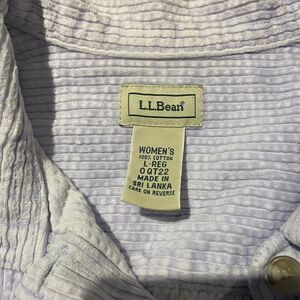 L.L.Bean®
WOMEN'S
100% COTTON
L-REG
0 QT22
MADE IN
SRI LANKA
CARE ON REVERSE